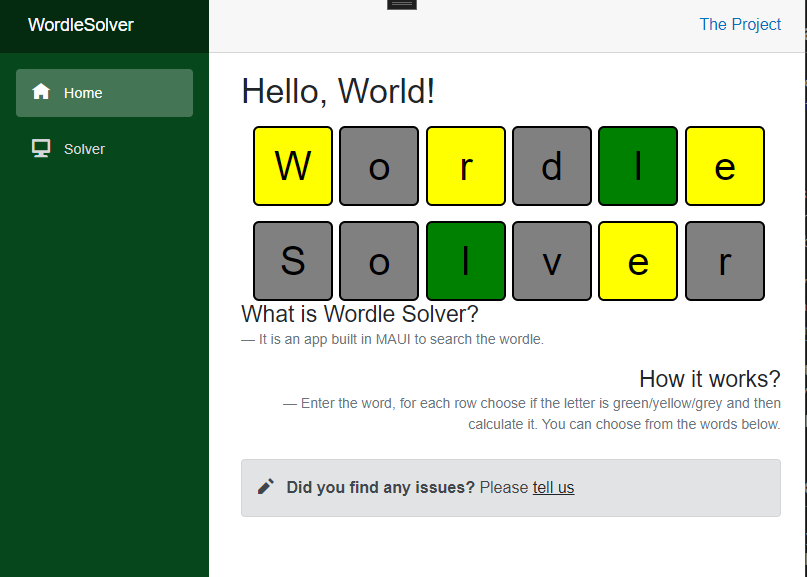 WordleSolver
The Project
Home
Solver
Hello, World!
W o r d l e
S o l v e r
What is Wordle Solver?
— It is an app built in MAUI to search the wordle.
How it works?
— Enter the word, for each row choose if the letter is green/yellow/grey and then
calculate it. You can choose from the words below.
Did you find any issues? Please tell us